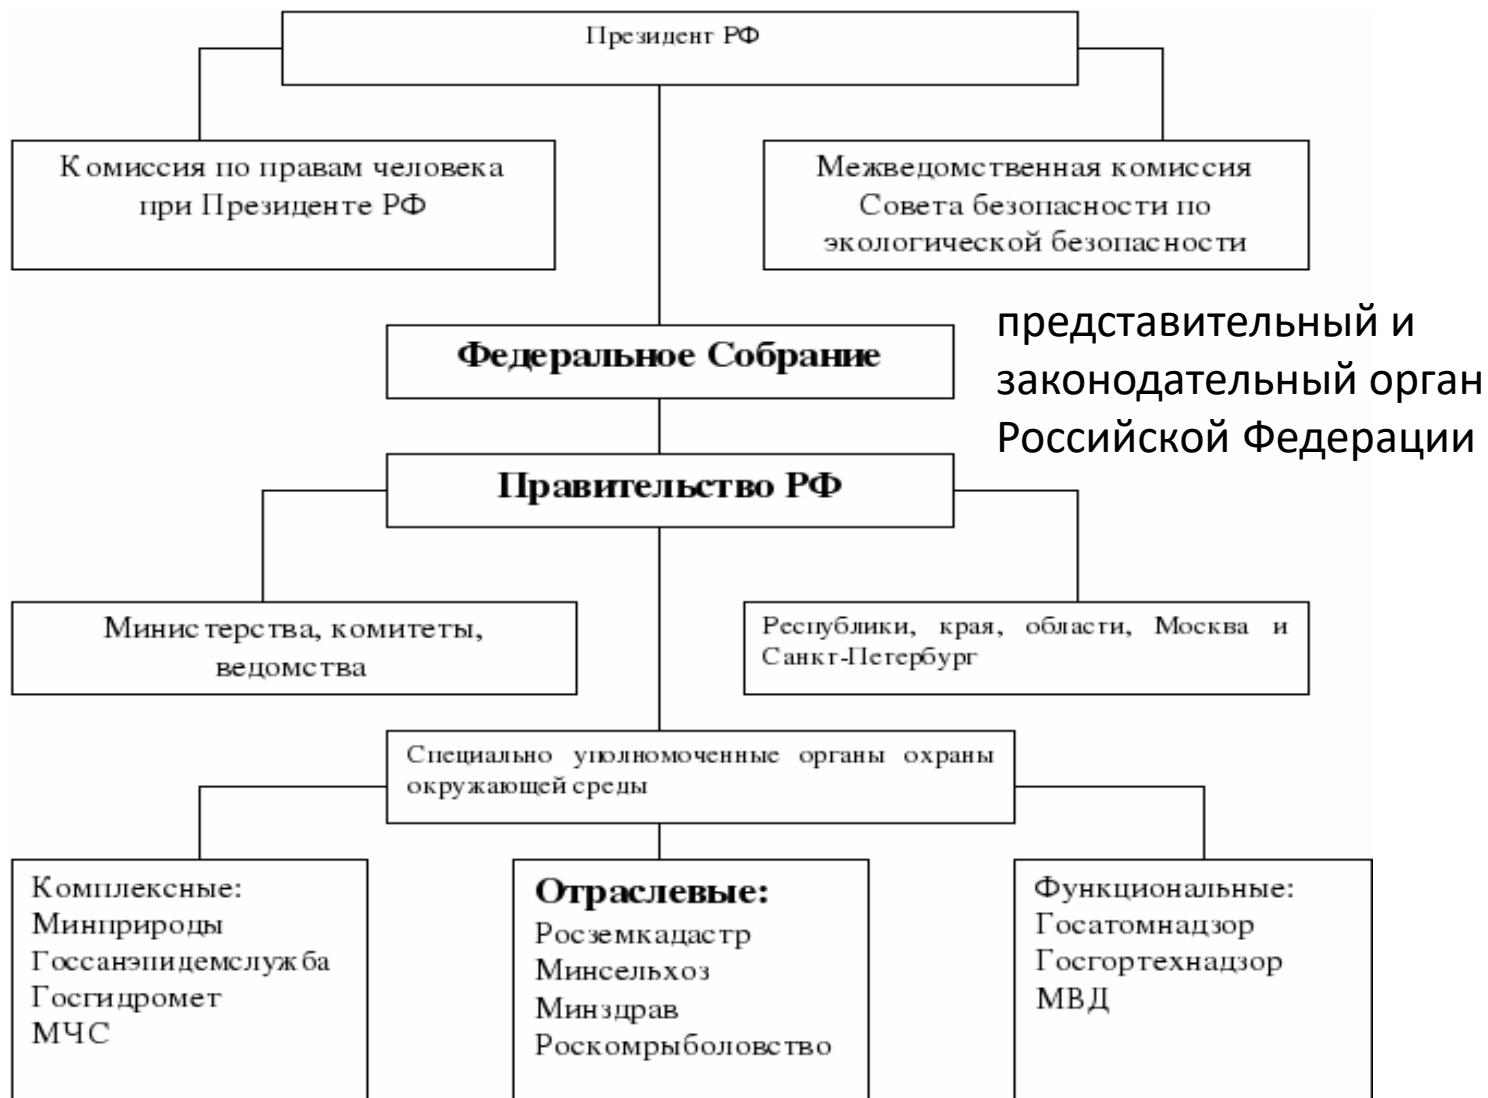 Президент РФ
Комиссия по правам человека
при Президенте РФ
Межведомственная комиссия
Совета безопасности по
экологической безопасности
Федеральное Собрание
представительный и
законодательный орган
Российской Федерации
Правительство РФ
Министерства, комитеты,
ведомства
Республики, края, области, Москва и
Санкт-Петербург
Специально уполномоченные органы охраны
окружающей среды
Комплексные:
Минприроды
Госсанэпидемслужба
Госгидромет
МЧС
Отраслевые:
Росземкадастр
Минсельхоз
Минздрав
Роскомрыболовство
Функциональные:
Госатомнадзор
Госгортехнадзор
МВД